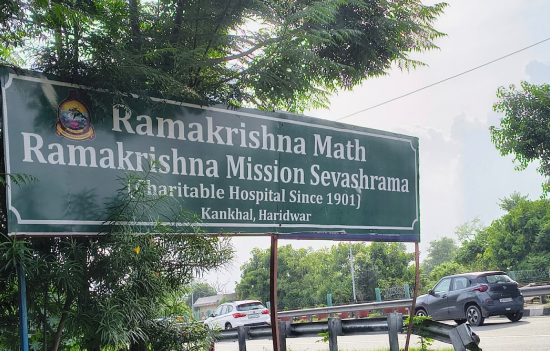 Ramakrishna Math
Ramakrishna Mission Sevashrama
(Charitable Hospital Since 1901)
Kankhal, Haridwar